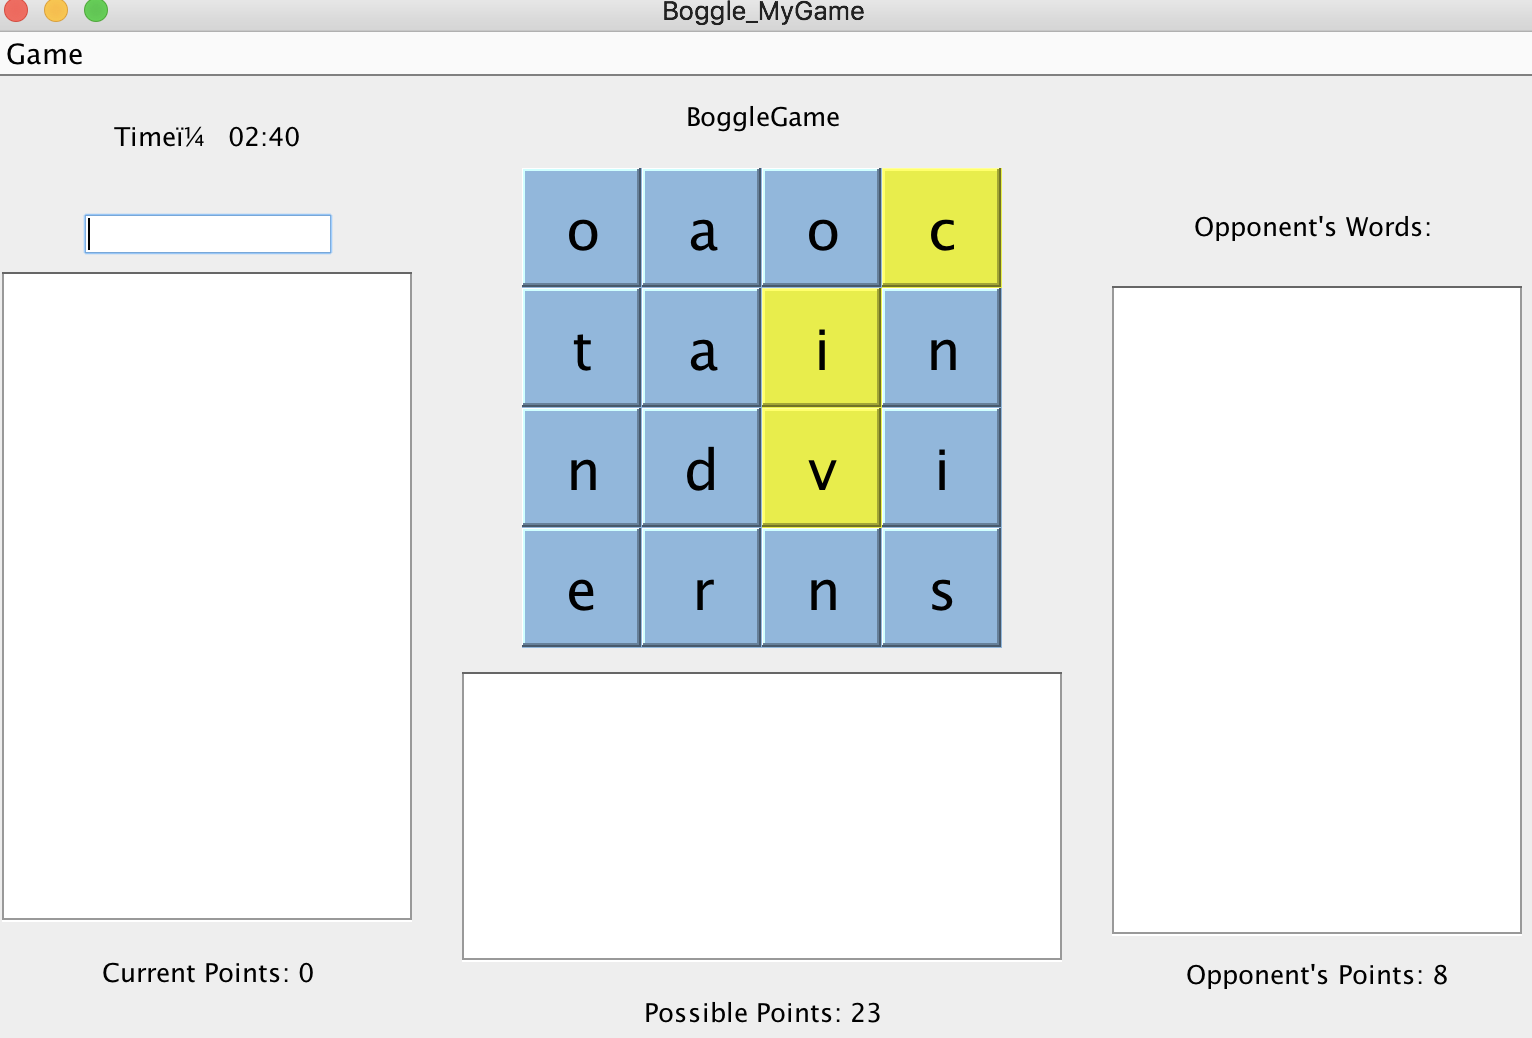 Boggle_MyGame
Game
Timeï¼ 02:40
BoggleGame
o a o c
t a i n
n d v i
e r n s
Opponent's Words:
Current Points: 0
Opponent's Points: 8
Possible Points: 23